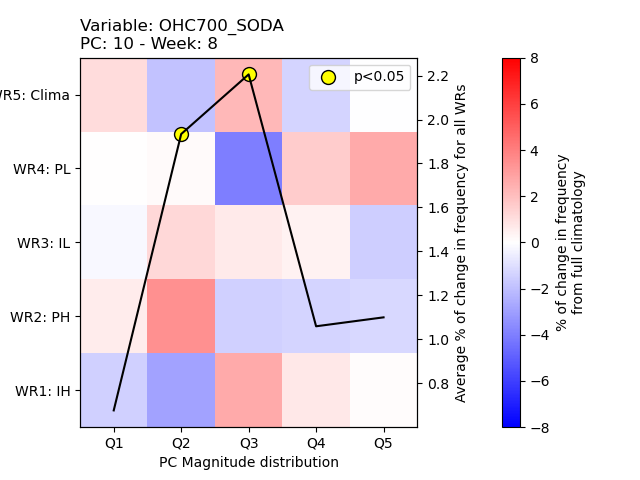 Variable: OHC700_SODA
PC: 10 - Week: 8
p<0.05
WR5: Clima
WR4: PL
WR3: IL
WR2: PH
WR1: IH
Q1 Q2 Q3 Q4 Q5
PC Magnitude distribution
2.2
2.0
1.8
1.6
1.4
1.2
1.0
0.8
Average % of change in frequency for all WRs
8
6
4
2
0
−2
−4
−6
−8
% of change in frequency
from full climatology